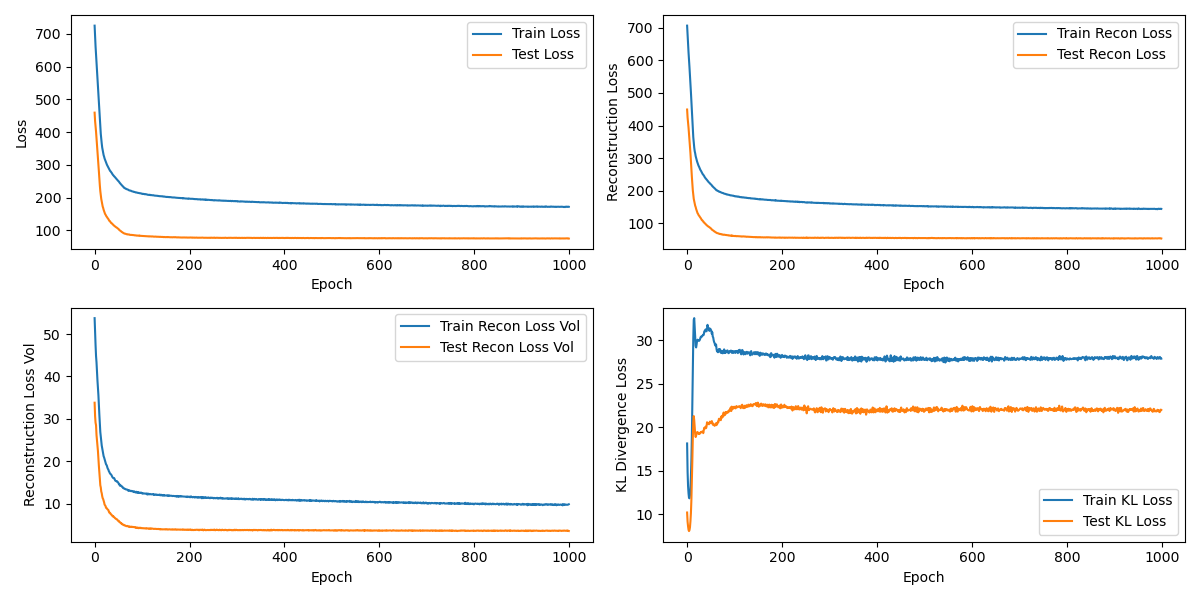 Loss
700
600
500
400
300
200
100
0 200 400 600 800 1000
Epoch
Train Loss
Test Loss
Reconstruction Loss
700
600
500
400
300
200
100
0 200 400 600 800 1000
Epoch
Train Recon Loss
Test Recon Loss
Reconstruction Loss Vol
50
40
30
20
10
0 200 400 600 800 1000
Epoch
Train Recon Loss Vol
Test Recon Loss Vol
KL Divergence Loss
30
25
20
15
10
0 200 400 600 800 1000
Epoch
Train KL Loss
Test KL Loss